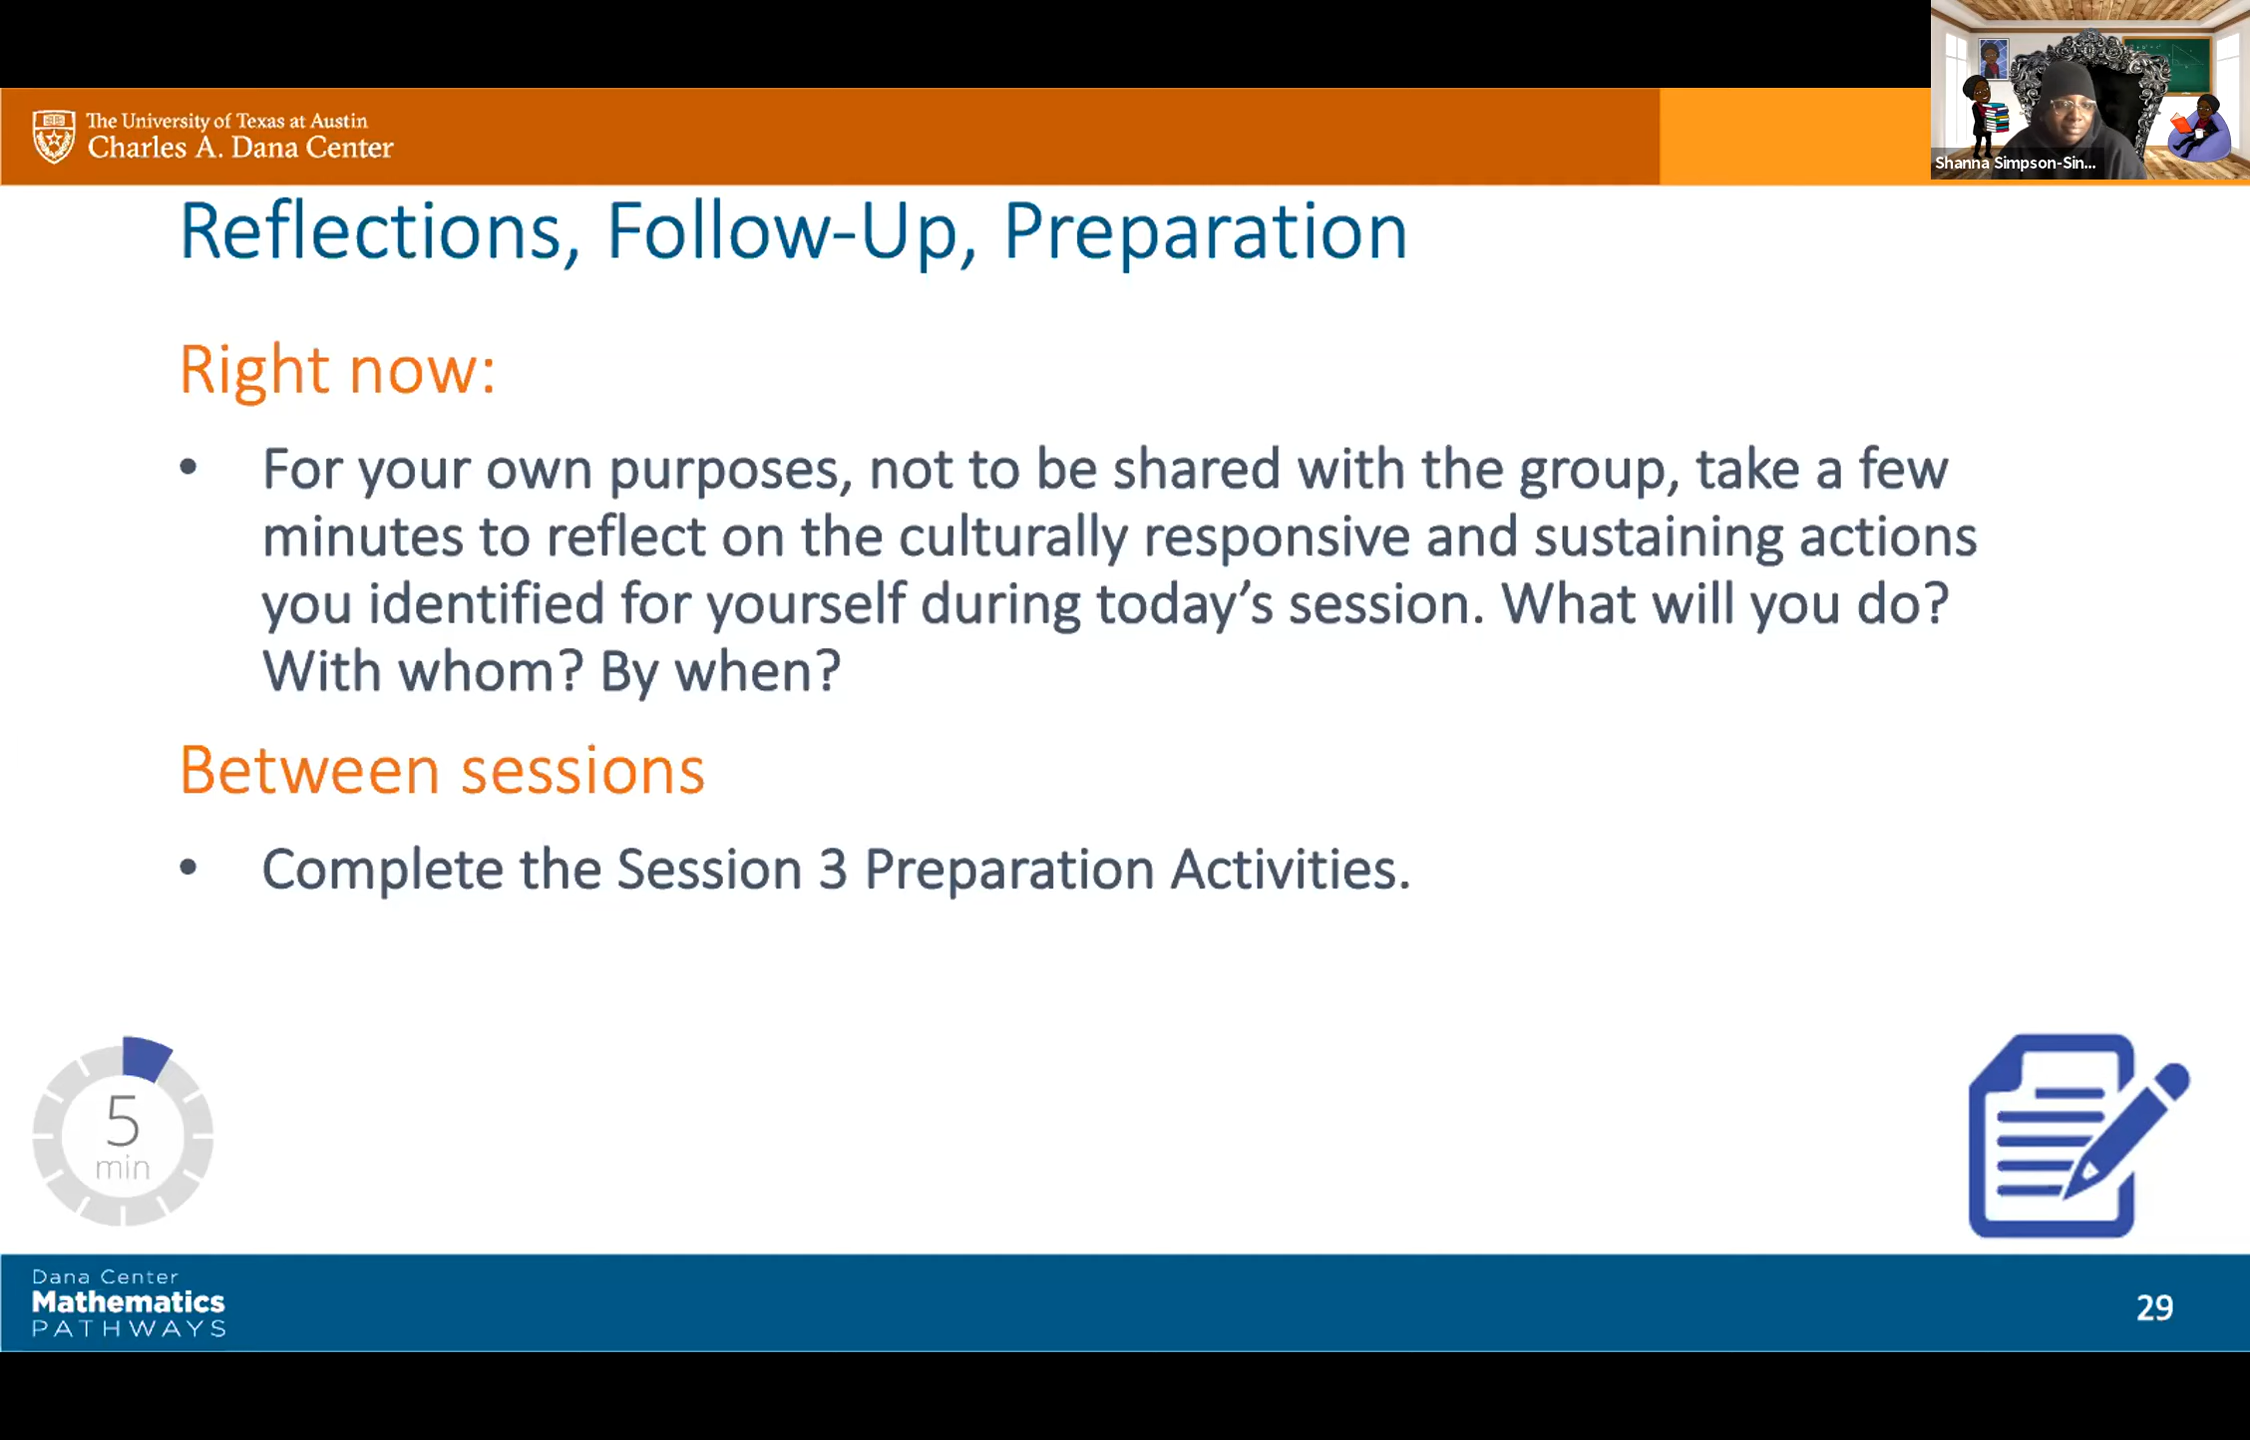 The University of Texas at Austin
Charles A. Dana Center
Shanna Simpson-Sin...
Reflections, Follow-Up, Preparation
Right now:
• For your own purposes, not to be shared with the group, take a few
minutes to reflect on the culturally responsive and sustaining actions
you identified for yourself during today’s session. What will you do?
With whom? By when?
Between sessions
• Complete the Session 3 Preparation Activities.
5
min
Dana Center
Mathematics
PATHWAYS
29